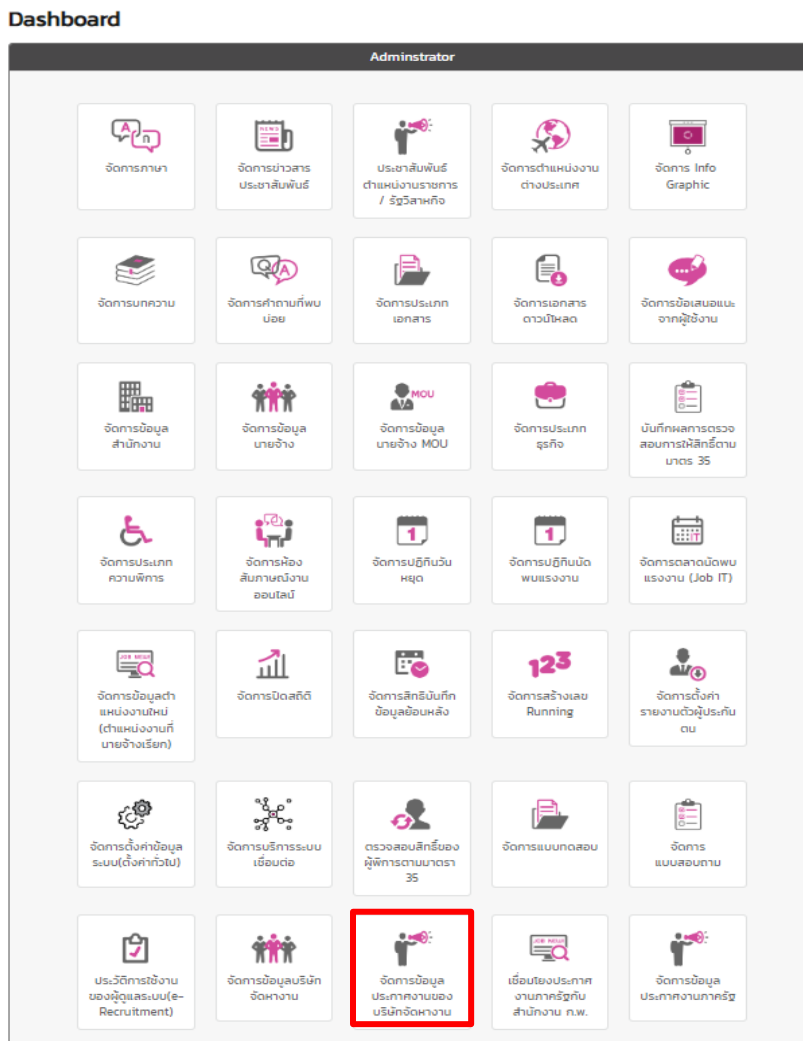 Dashboard
Adminstrator
A ก
จัดการภาษา
NEWS
จัดการข่าวสาร
ประชาสัมพันธ์
ประชาสัมพันธ์
ตำแหน่งานราชการ
/ รัฐวิสาหกิจ
จัดการตำแหน่งงาน
ต่างประเทศ
จัดการ Info
Graphic
จัดการบทความ
Q A
จัดการคำถามที่พบ
บ่อย
จัดการประเภท
เอกสาร
จัดการเอกสาร
ดาวน์โหลด
จัดการข้อเสนอแนะ
จากผู้ใช้งาน
จัดการข้อมูล
สำนักงาน
จัดการข้อมูล
นายจ้าง
MOU
จัดการข้อมูล
นายจ้าง MOU
จัดการประเภท
ธุรกิจ
บันทึกผลการตรวจ
สอบการให้สิทธิ์ตาม
มาตร 35
จัดการประเภท
ความพิการ
จัดการห้อง
สัมภาษณ์งาน
ออนไลน์
1
จัดการปฏิทินวัน
หยุด
1
จัดการปฏิทินนัด
พบแรงงาน
IT
จัดการตลาดนัดพบ
แรงงาน (Job IT)
JOB NOW!
จัดการข้อมูลตำ
แหน่งงานใหม่
(ตำแหน่งงานที่
นายจ้างเรียก)
จัดการปิดสถิติ
จัดการสิทธิบันทึก
ข้อมูลย้อนหลัง
123
จัดการสร้างเลข
Running
จัดการตั้งค่า
รายงานตัวผู้ประกัน
ตน
จัดการตั้งค่าข้อมูล
ระบบ(ตั้งค่าทั่วไป)
จัดการบริการระบบ
เชื่อมต่อ
ตรวจสอบสิทธิ์ของ
ผู้พิการตามมาตรา
35
จัดการแบบทดสอบ
จัดการ
แบบสอบถาม
ประวัติการใช้งาน
ของผู้ดูแลระบบ(e-
Recruitment)
จัดการข้อมูลบริษัท
จัดหางาน
จัดการข้อมูล
ประกาศงานของ
บริษัทจัดหางาน
JOB NOW!
เชื่อมโยงประกาศ
งานภาครัฐกับ
สำนักงาน ก.พ.
จัดการข้อมูล
ประกาศงานภาครัฐ